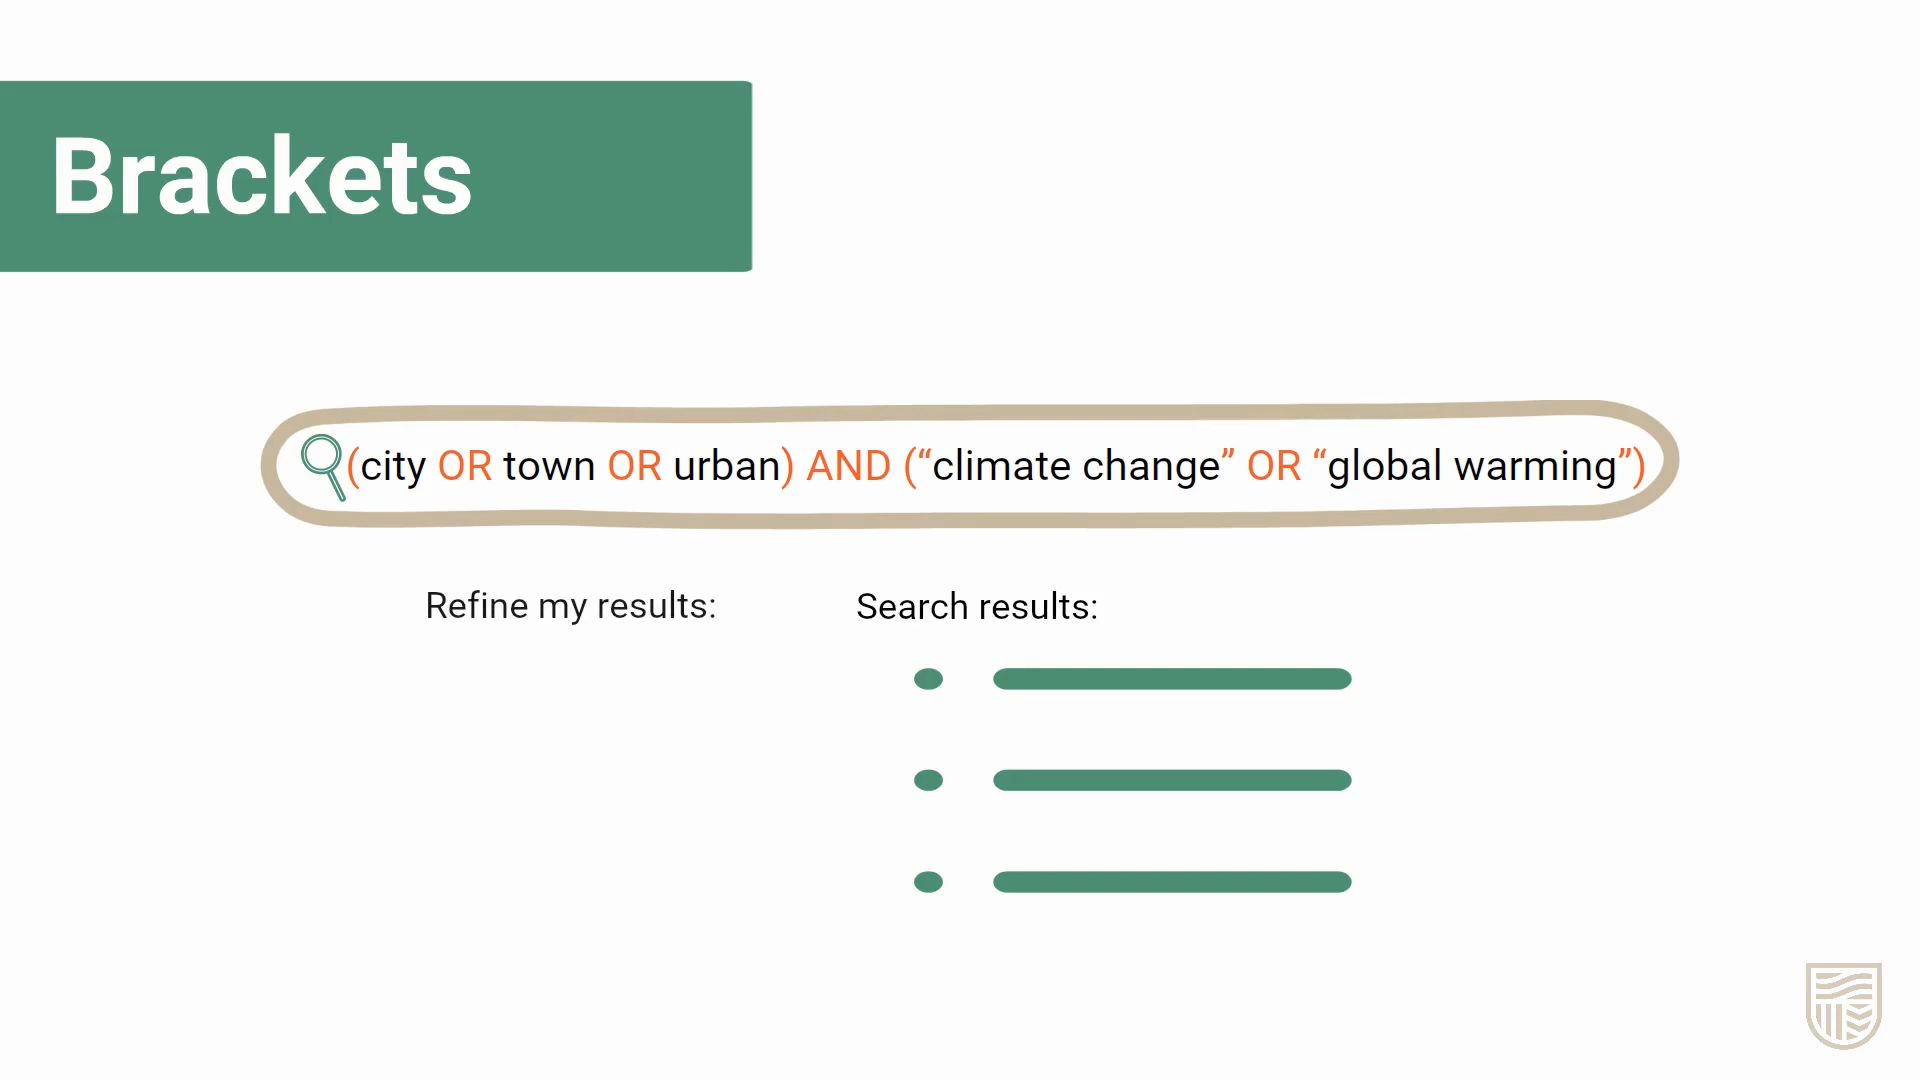 Brackets
(city OR town OR urban) AND (“climate change” OR “global warming”)
Refine my results:
Search results: